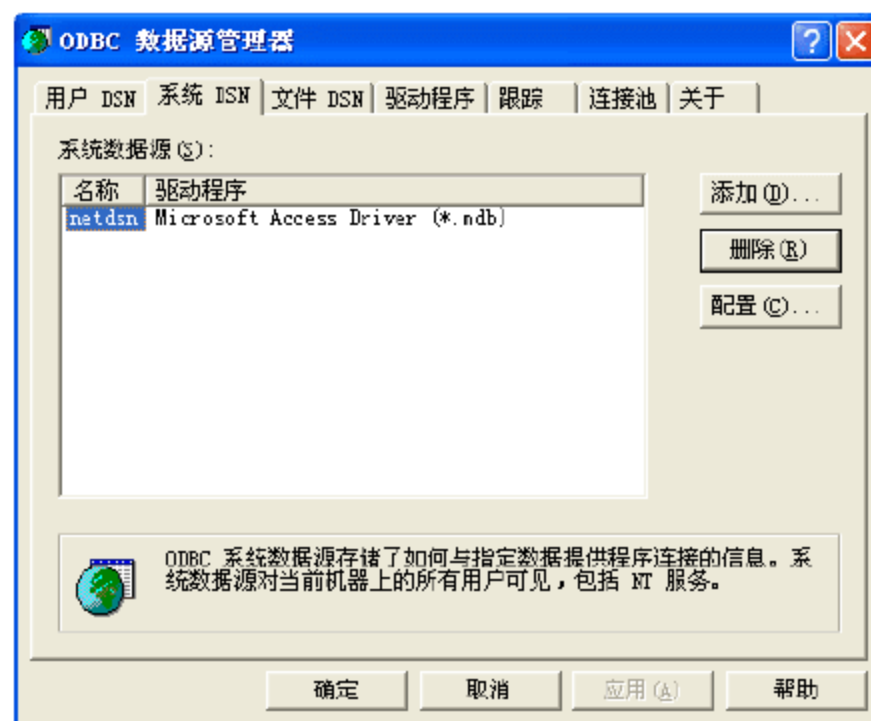 ODBC 数据源管理器
用户 DSN 系统 DSN 文件 DSN 驱动程序 跟踪 连接池 关于
系统数据源(S):
名称 驱动程序
netdsn Microsoft Access Driver (*.mdb)
添加(D)...
删除(R)
配置(C)...
ODBC 系统数据源存储了如何与指定数据提供程序连接的信息。系
统数据源对当前机器上的所有用户可见,包括 NT 服务。
确定 取消 应用(A) 帮助